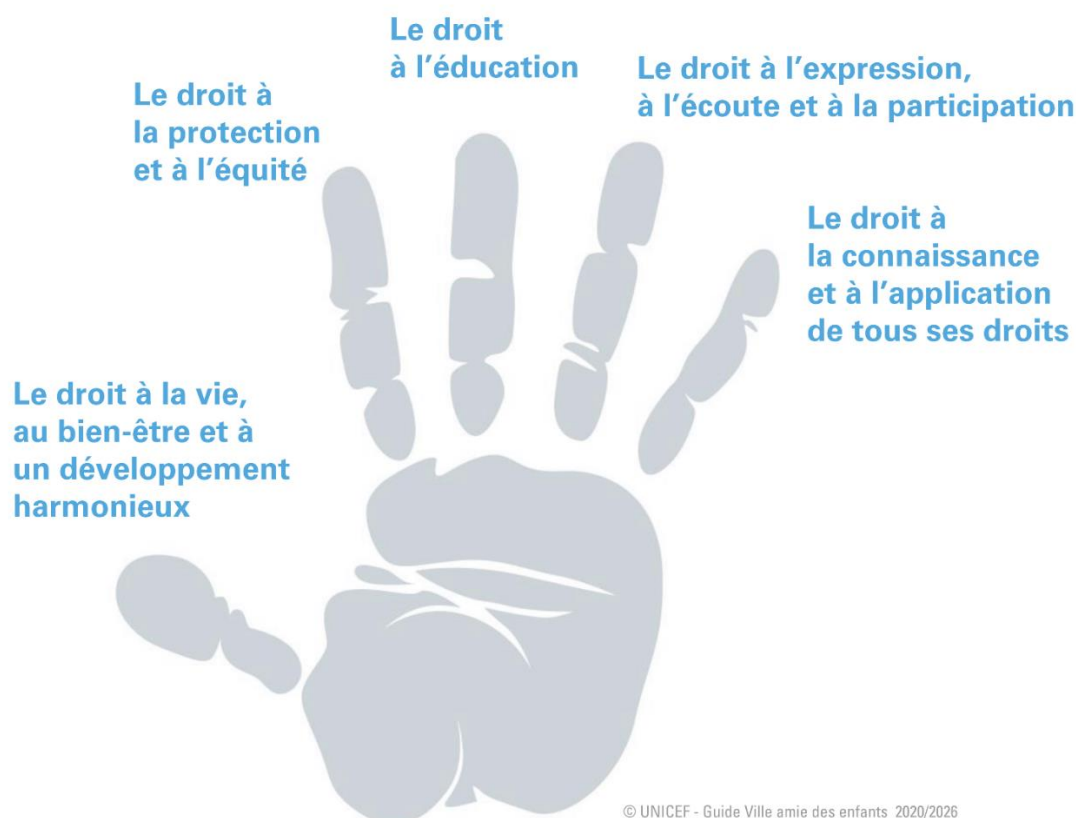 Le droit
à l’éducation
Le droit à l’expression,
à l’écoute et à la participation
Le droit à
la protection
et à l’équité
Le droit à
la connaissance
et à l’application
de tous ses droits
Le droit à la vie,
au bien-être et à
un développement
harmonieux
© UNICEF - Guide Ville amie des enfants 2020/2026